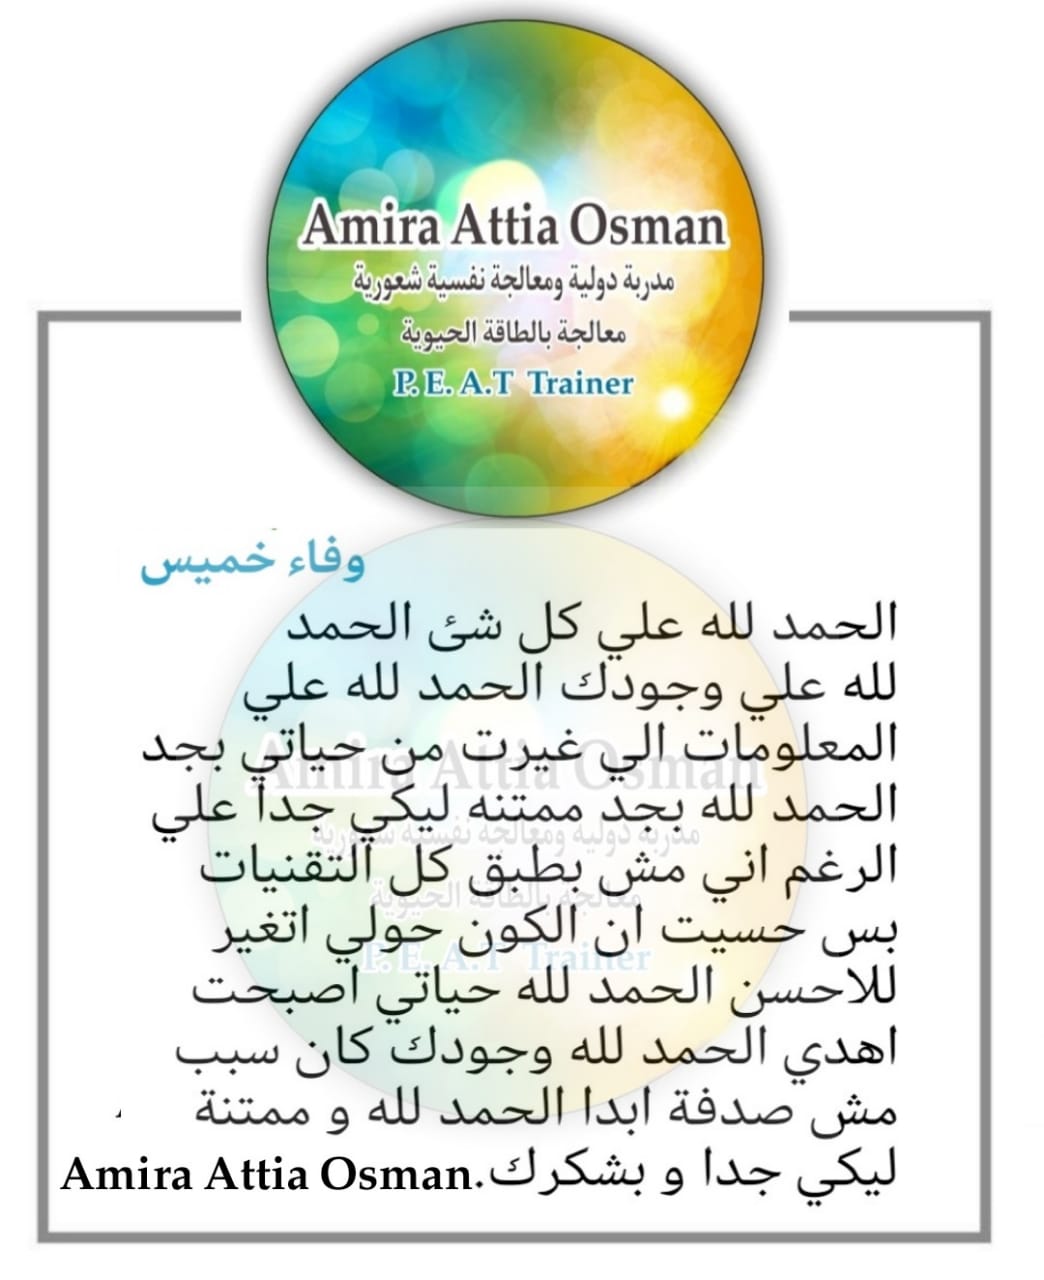 Amira Attia Osman
مدربة دولية ومعالجة نفسية شعورية
معالجة بالطاقة الحيوية
P. E. A.T Trainer
وفاء خميس
الحمد لله علي كل شئ الحمد
لله علي وجودك الحمد لله علي
المعلومات الي غيرت من حياتي بجد
الحمد لله بجد ممتنه ليكي جدا علي
الرغم اني مش بطبق كل التقنيات
بس حسيت ان الكون حولي اتغير
للاحسن الحمد لله حياتي اصبحت
اهدي الحمد لله وجودك كان سبب
مش صدفة ابدا الحمد لله و ممتنة
ليكي جدا و بشكرك.Amira Attia Osman
Amira Attia Osman
مدربة دولية ومعالجة نفسية شعورية
معالجة بالطاقة الحيوية
P. E. A.T Trainer